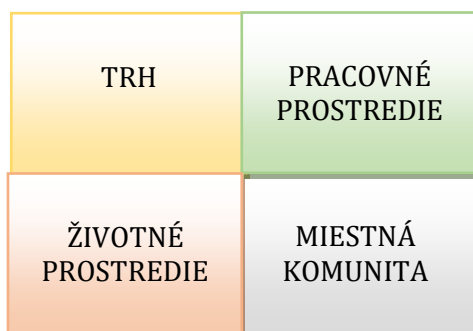 TRH
PRACOVNÉ
PROSTREDIE
ŽIVOTNÉ
PROSTREDIE
MIESTNÁ
KOMUNITA